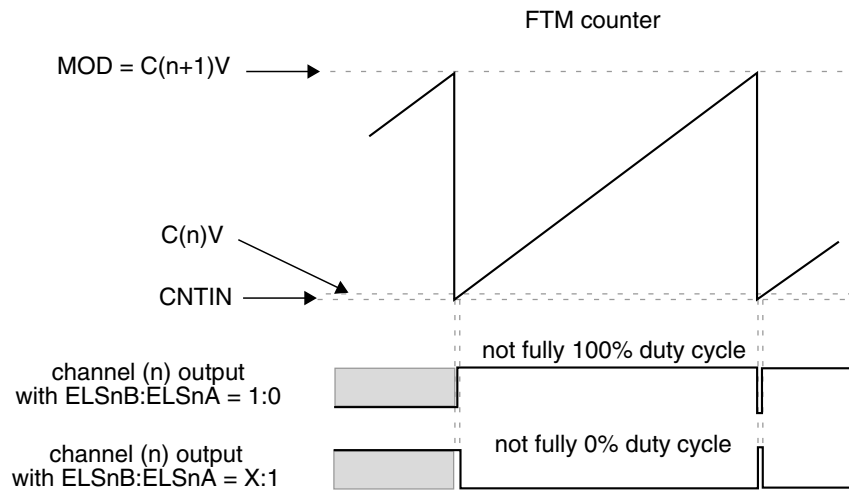 FTM counter
MOD = C(n+1)V
C(n)V
CNTIN
not fully 100% duty cycle
channel (n) output
with ELSnB:ELSnA = 1:0
not fully 0% duty cycle
channel (n) output
with ELSnB:ELSnA = X:1